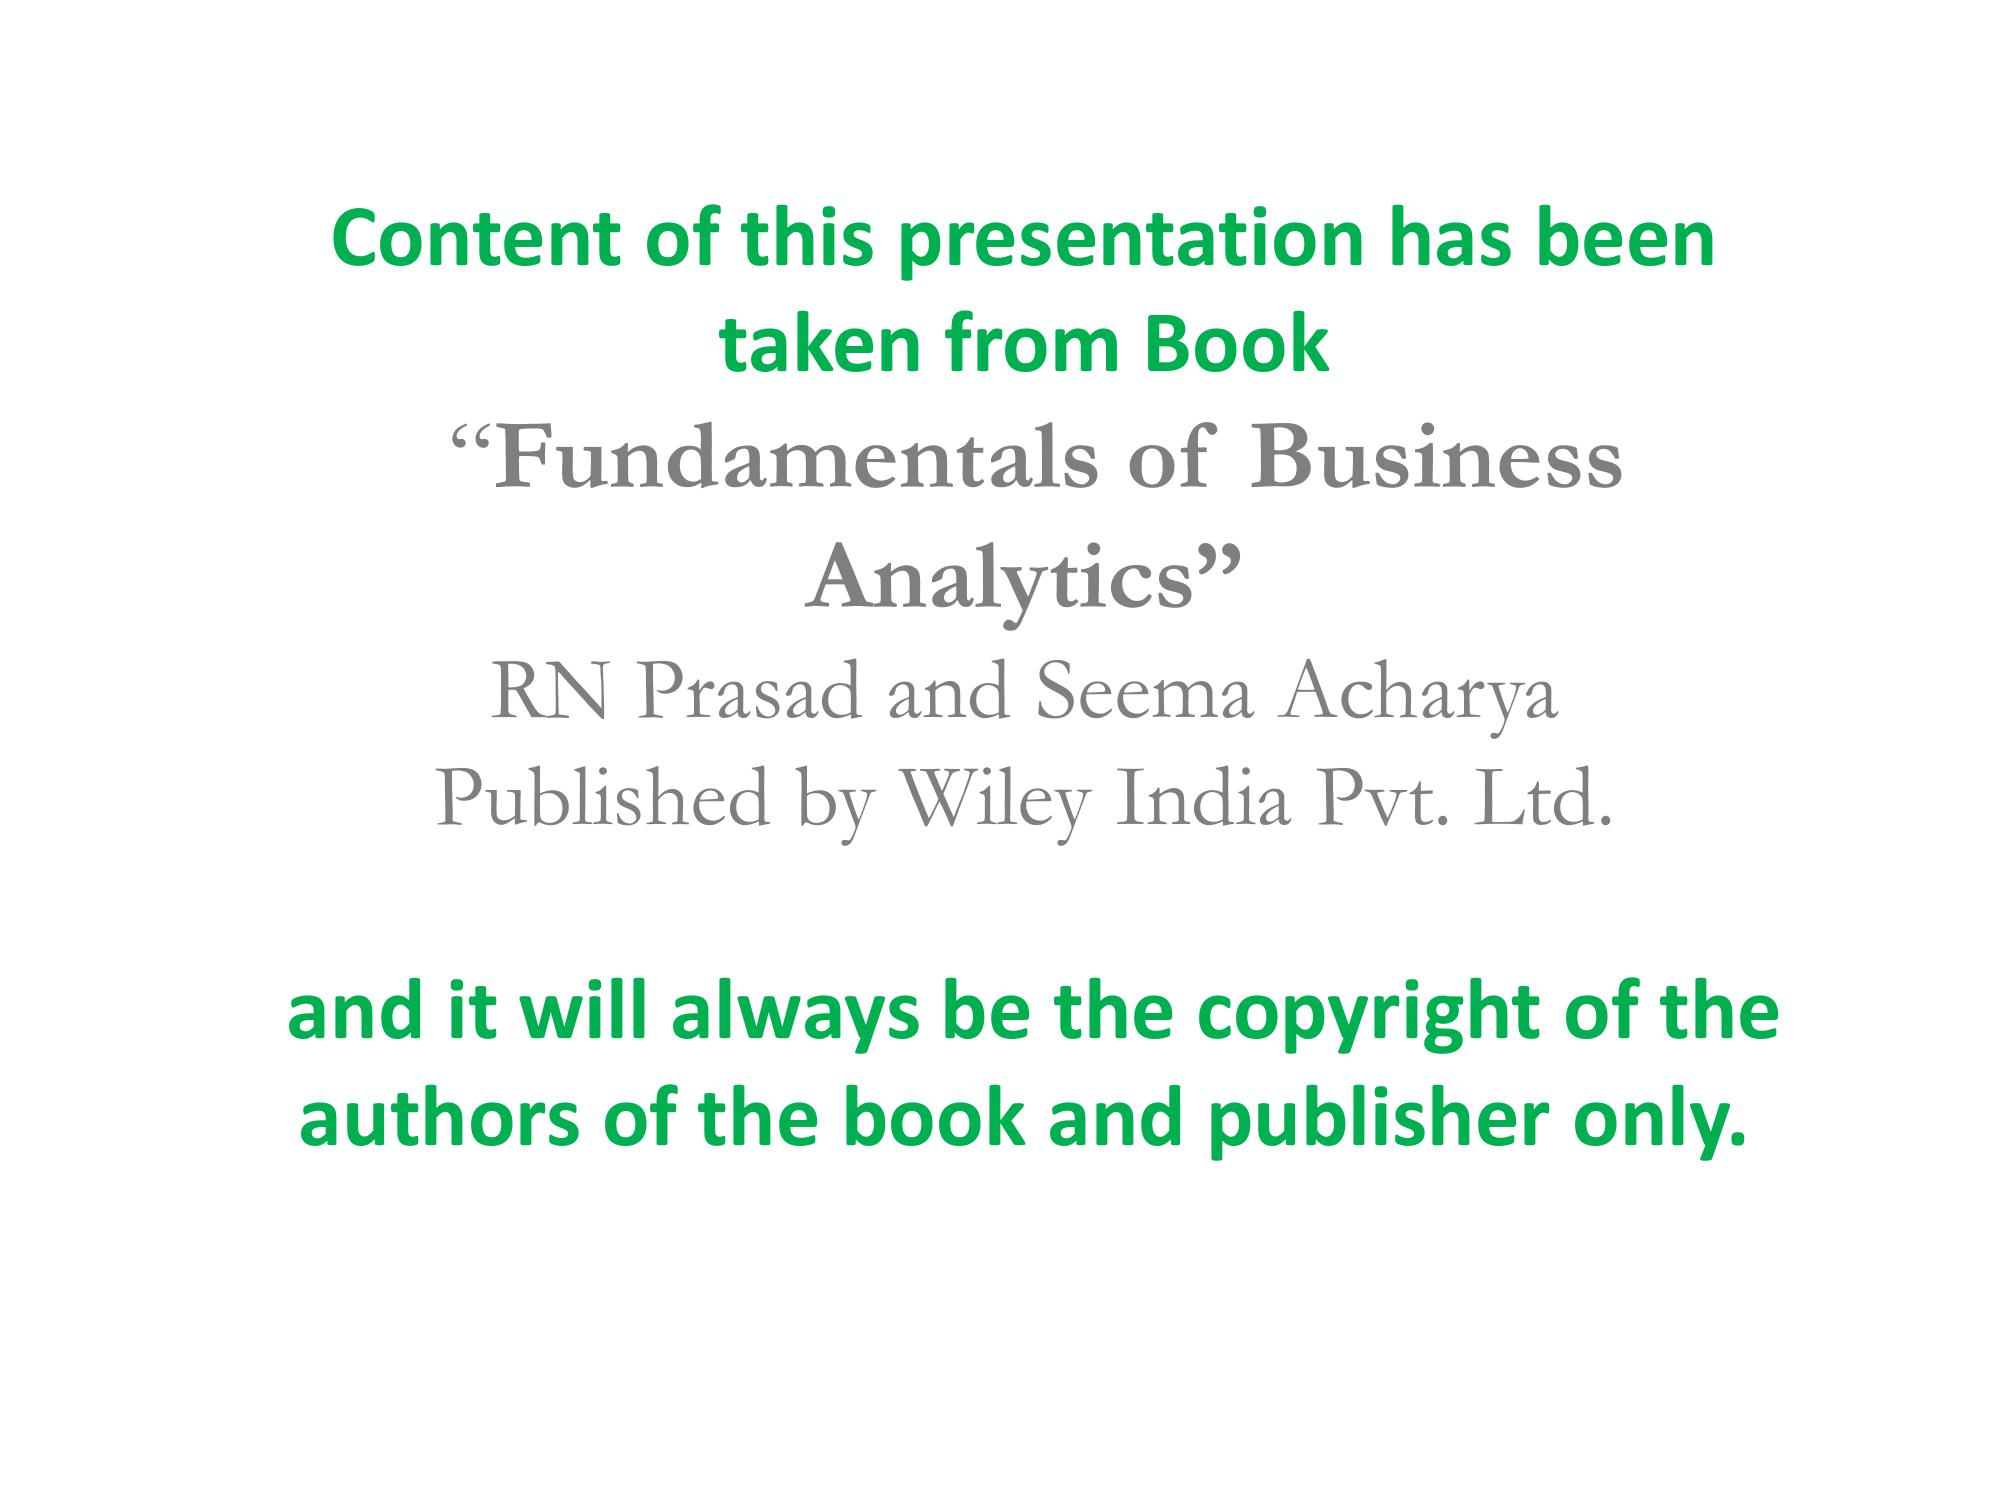 Content of this presentation has been
taken from Book
“Fundamentals of Business
Analytics”
RN Prasad and Seema Acharya
Published by Wiley India Pvt. Ltd.
and it will always be the copyright of the
authors of the book and publisher only.